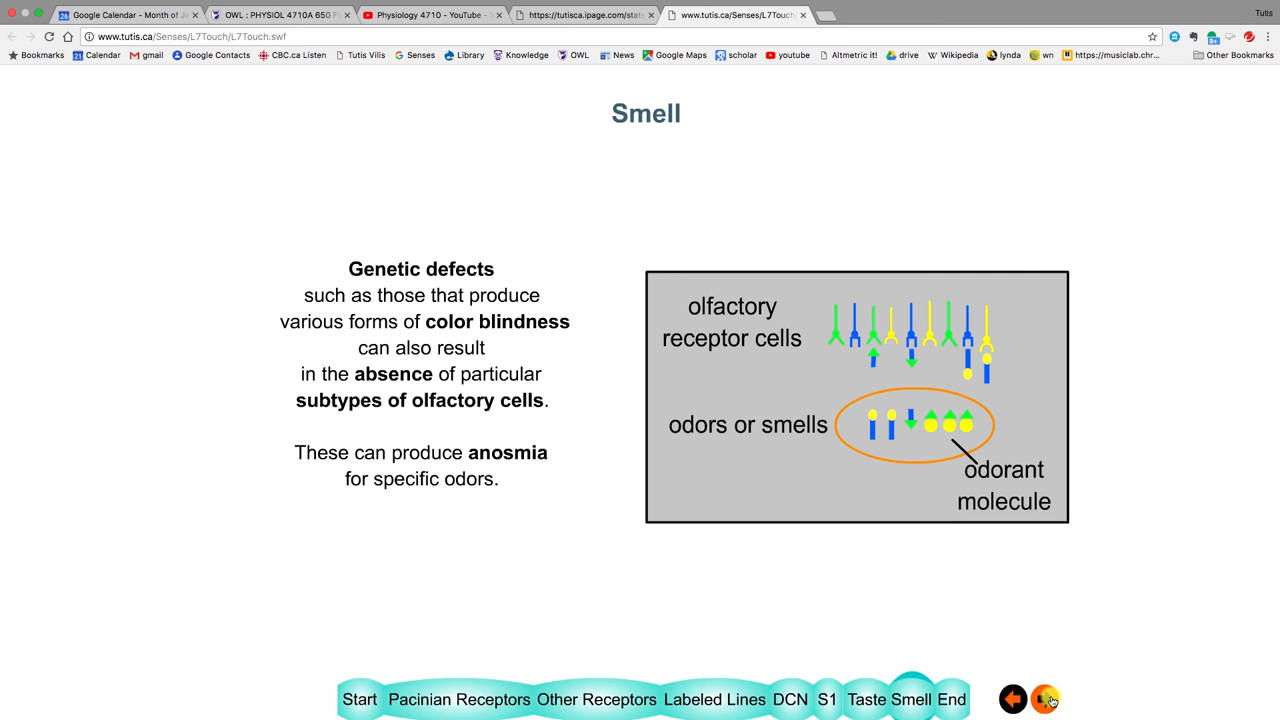 Google Calendar - Month of J
OWL : PHYSIOL 4710A 650 F
Physiology 4710 - YouTube -
https://tutisca.ipage.com/stat
www.tutis.ca/Senses/L7Touch/
Tutis
www.tutis.ca/Senses/L7Touch/L7Touch.swf
Bookmarks
21 Calendar
gmail
Google Contacts
CBC.ca Listen
Tutis Vilis
Senses
Library
Knowledge
OWL
News
Google Maps
scholar
youtube
Altmetric it!
drive
Wikipedia
lynda
wn
https://musiclab.chr...
Other Bookmarks
Smell
Genetic defects
such as those that produce
various forms of color blindness
can also result
in the absence of particular
subtypes of olfactory cells.
These can produce anosmia
for specific odors.
olfactory
receptor cells
odors or smells
odorant
molecule
Start
Pacinian Receptors
Other Receptors
Labeled Lines
DCN
S1
Taste
Smell
End